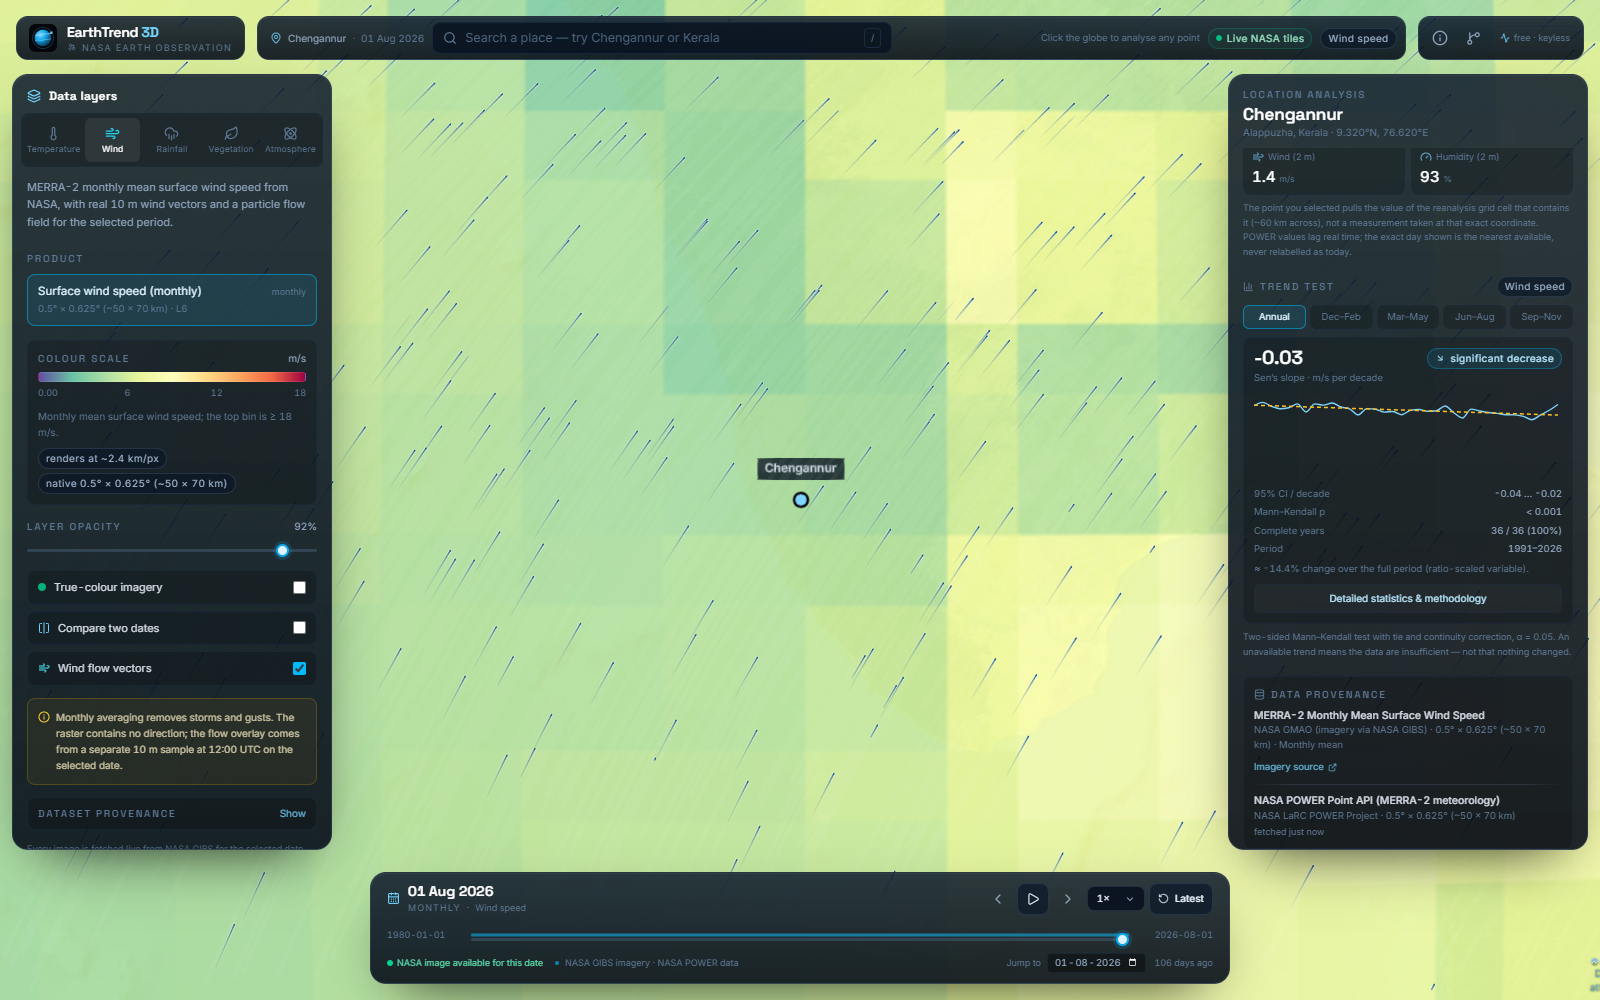 EarthTrend 3D
NASA EARTH OBSERVATION
Chengannur · 01 Aug 2026
Search a place — try Chengannur or Kerala
/
Click the globe to analyse any point
Live NASA tiles
Wind speed
free · keyless
Data layers
Temperature
Wind
Rainfall
Vegetation
Atmosphere
MERRA-2 monthly mean surface wind speed from
NASA, with real 10 m wind vectors and a particle flow
field for the selected period.
PRODUCT
Surface wind speed (monthly)
monthly
0.5° × 0.625° (~50 × 70 km) · L6
COLOUR SCALE
m/s
0.00 6 12 18
Monthly mean surface wind speed; the top bin is ≥ 18
m/s.
renders at ~2.4 km/px
native 0.5° × 0.625° (~50 × 70 km)
LAYER OPACITY
92%
True-colour imagery
Compare two dates
Wind flow vectors
Monthly averaging removes storms and gusts. The
raster contains no direction; the flow overlay comes
from a separate 10 m sample at 12:00 UTC on the
selected date.
DATASET PROVENANCE
Show
Every image is fetched live from NASA GIBS for the selected date
Chengannur
LOCATION ANALYSIS
Chengannur
Alappuzha, Kerala · 9.320°N, 76.620°E
Wind (2 m)
1.4 m/s
Humidity (2 m)
93 %
The point you selected pulls the value of the reanalysis grid cell that contains
it (~60 km across), not a measurement taken at that exact coordinate.
POWER values lag real time; the exact day shown is the nearest available,
never relabelled as today.
TREND TEST
Wind speed
Annual
Dec–Feb
Mar–May
Jun–Aug
Sep–Nov
-0.03
significant decrease
Sen's slope · m/s per decade
95% CI / decade
-0.04 … -0.02
Mann–Kendall p
< 0.001
Complete years
36 / 36 (100%)
Period
1991–2026
≈ -14.4% change over the full period (ratio-scaled variable).
Detailed statistics & methodology
Two-sided Mann–Kendall test with tie and continuity correction, α = 0.05. An
unavailable trend means the data are insufficient — not that nothing changed.
DATA PROVENANCE
MERRA-2 Monthly Mean Surface Wind Speed
NASA GMAO (imagery via NASA GIBS) · 0.5° × 0.625° (~50 × 70
km) · Monthly mean
Imagery source
NASA POWER Point API (MERRA-2 meteorology)
NASA LaRC POWER Project · 0.5° × 0.625° (~50 × 70 km)
fetched just now
01 Aug 2026
MONTHLY · Wind speed
1×
Latest
1980-01-01
2026-08-01
NASA image available for this date
NASA GIBS imagery · NASA POWER data
Jump to
01-08-2026
106 days ago